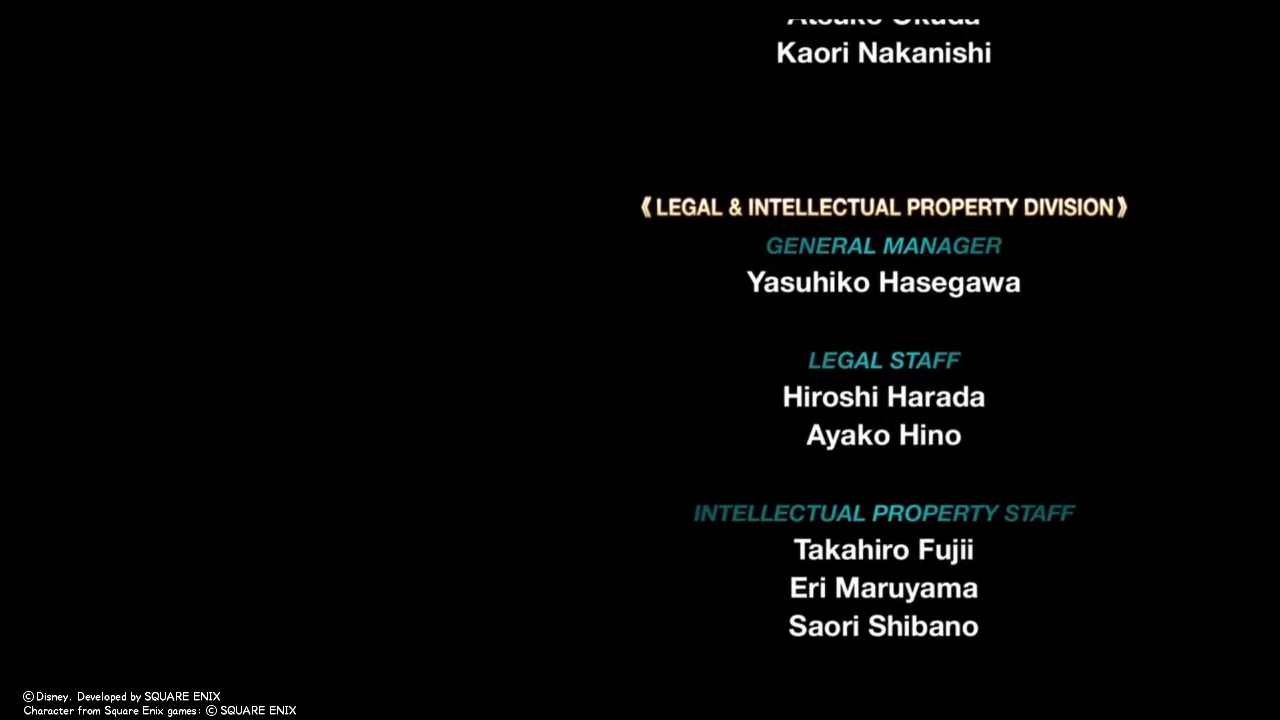 Atsuko Okuda
Kaori Nakanishi
《LEGAL & INTELLECTUAL PROPERTY DIVISION》
GENERAL MANAGER
Yasuhiko Hasegawa
LEGAL STAFF
Hiroshi Harada
Ayako Hino
INTELLECTUAL PROPERTY STAFF
Takahiro Fujii
Eri Maruyama
Saori Shibano
©Disney. Developed by SQUARE ENIX
Character from Square Enix games: © SQUARE ENIX